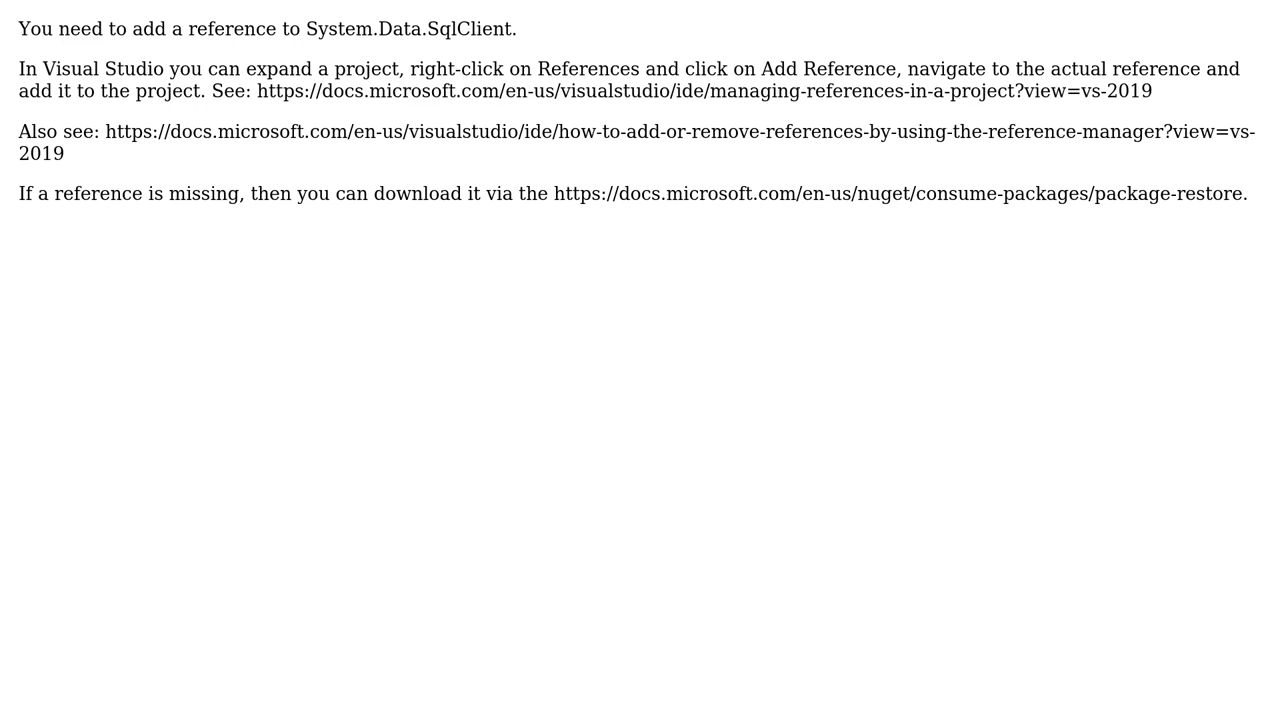 You need to add a reference to System.Data.SqlClient.
In Visual Studio you can expand a project, right-click on References and click on Add Reference, navigate to the actual reference and
add it to the project. See: https://docs.microsoft.com/en-us/visualstudio/ide/managing-references-in-a-project?view=vs-2019
Also see: https://docs.microsoft.com/en-us/visualstudio/ide/how-to-add-or-remove-references-by-using-the-reference-manager?view=vs-
2019
If a reference is missing, then you can download it via the https://docs.microsoft.com/en-us/nuget/consume-packages/package-restore.